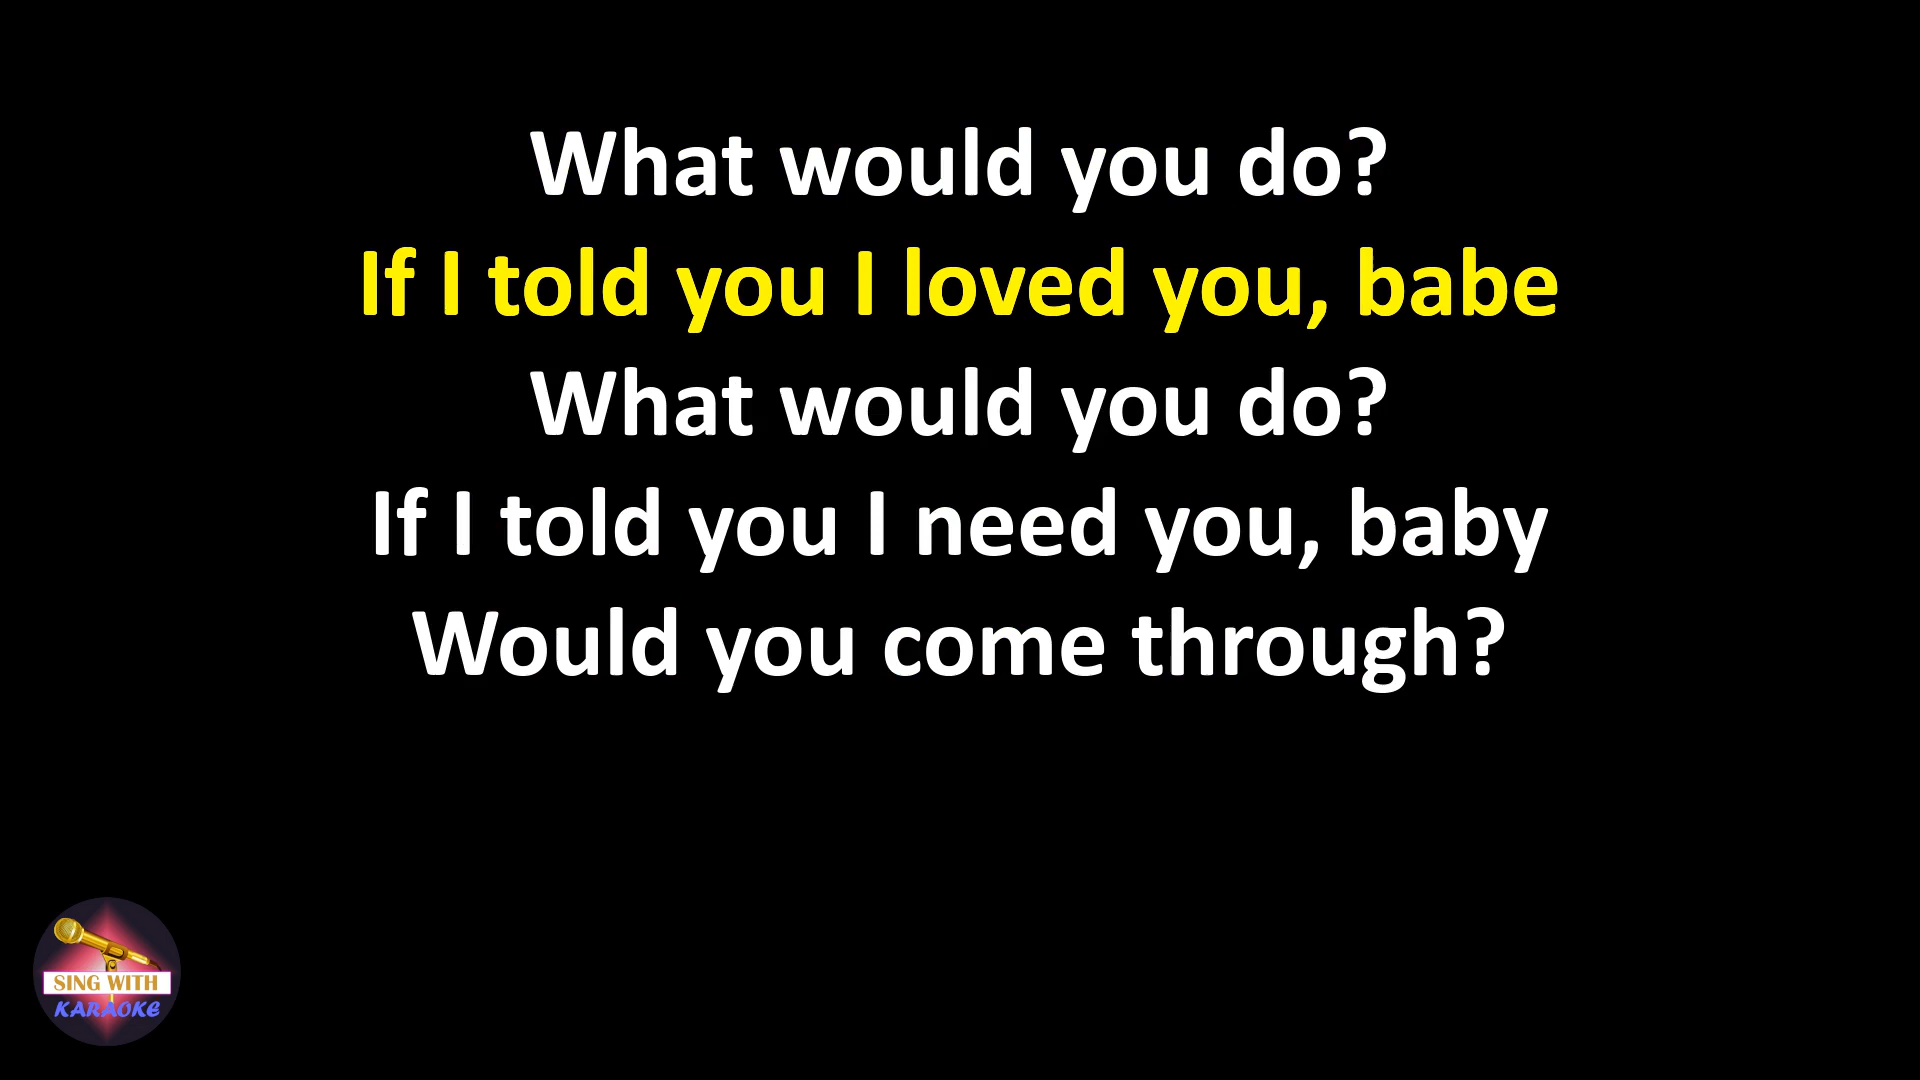 What would you do?
If I told you I loved you, babe
What would you do?
If I told you I need you, baby
Would you come through?
SING WITH
KARAOKE